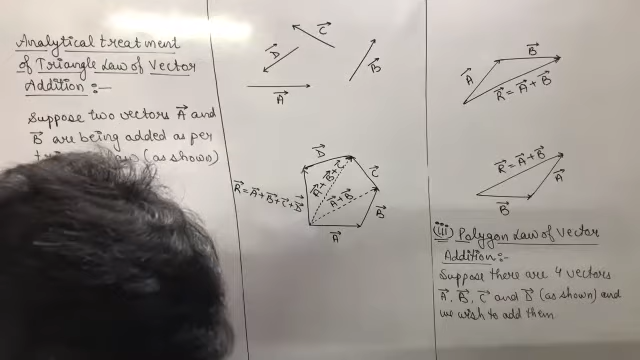 Analytical treatment
of Triangle Law of Vector
Addition :-
Suppose two vectors A⃗ and
B⃗ are being added as per
(as shown)
C⃗
D⃗
B⃗
A⃗
D⃗
C⃗
A⃗+B⃗+C⃗
A⃗+B⃗
R⃗=A⃗+B⃗+C⃗+D⃗
B⃗
A⃗
B⃗
A⃗
R⃗=A⃗+B⃗
R⃗=A⃗+B⃗
A⃗
B⃗
(iii) Polygon Law of Vector
Addition:-
Suppose there are 4 vectors
A⃗, B⃗, C⃗ and D⃗ (as shown) and
we wish to add them.